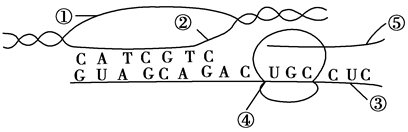 ①
②
⑤
C A T C G T C
G U A G C A G A C U G C C U C
④
③